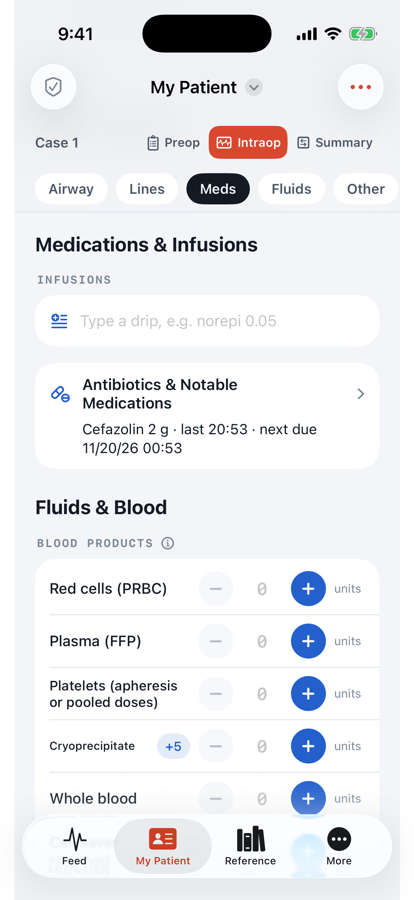 9:41
My Patient
Case 1
Preop
Intraop
Summary
Airway
Lines
Meds
Fluids
Other
Medications & Infusions
INFUSIONS
Type a drip, e.g. norepi 0.05
Antibiotics & Notable
Medications
Cefazolin 2 g · last 20:53 · next due
11/20/26 00:53
Fluids & Blood
BLOOD PRODUCTS
Red cells (PRBC)
0
units
Plasma (FFP)
0
units
Platelets (apheresis
or pooled doses)
0
units
Cryoprecipitate
+5
0
units
Whole blood
0
units
Feed
My Patient
Reference
More